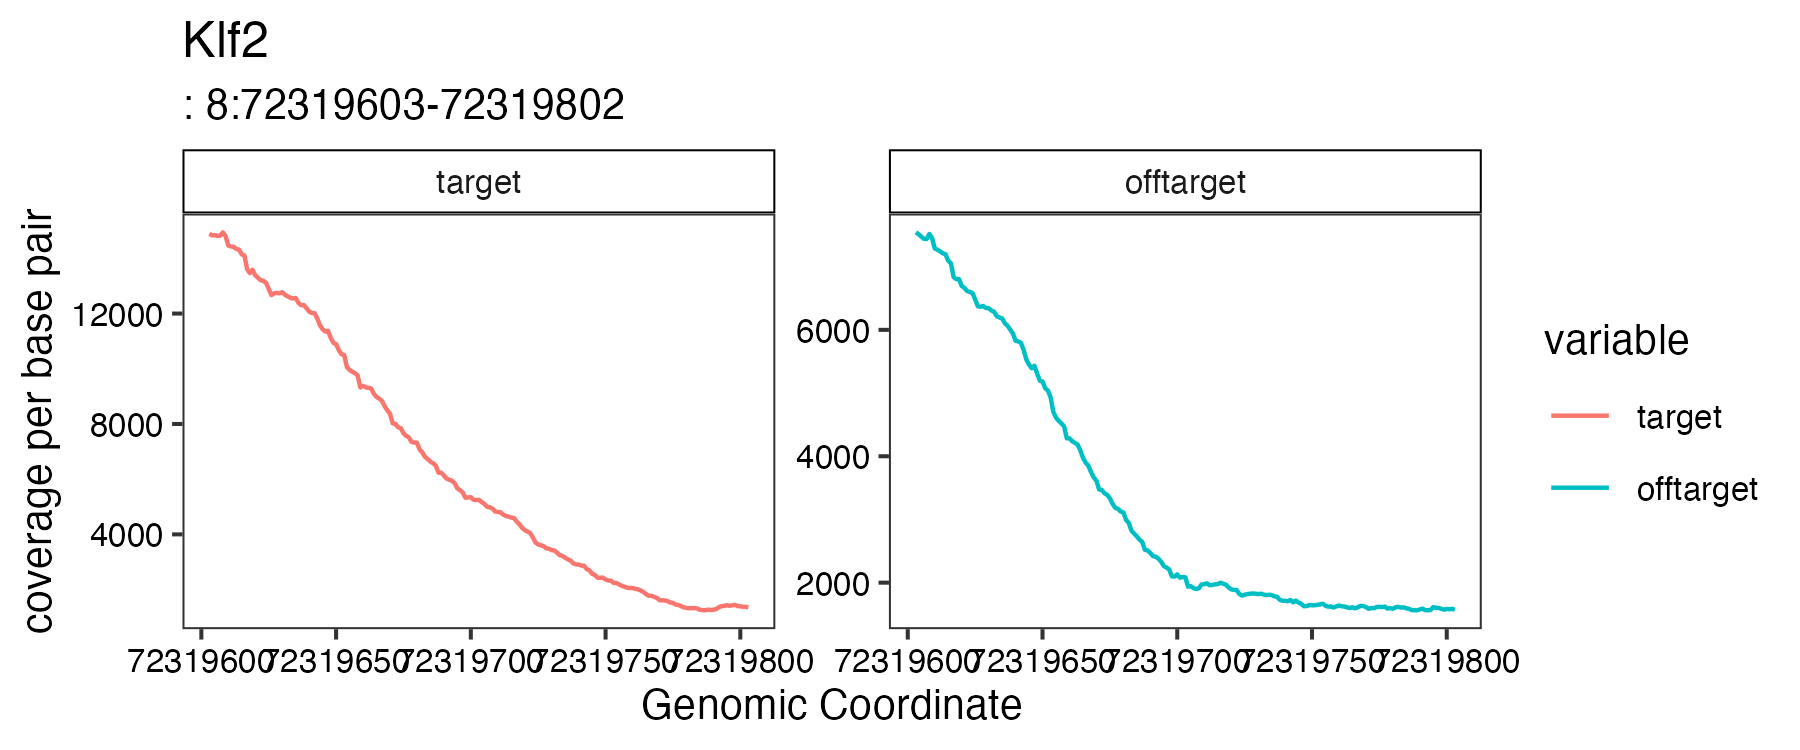 Klf2
: 8:72319603-72319802
target
offtarget
coverage per base pair
12000
8000
4000
6000
4000
2000
72319600 72319650 72319700 72319750 72319800
72319600 72319650 72319700 72319750 72319800
Genomic Coordinate
variable
target
offtarget